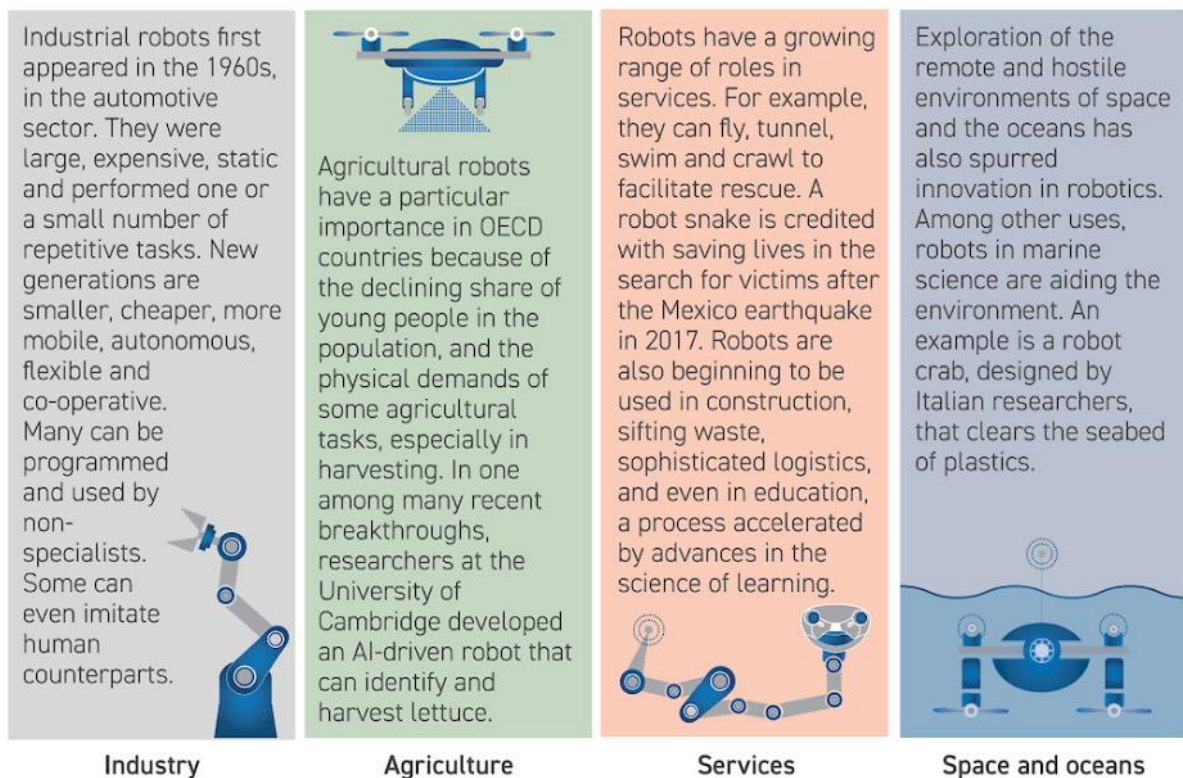 Industrial robots first
appeared in the 1960s,
in the automotive
sector. They were
large, expensive, static
and performed one or
a small number of
repetitive tasks. New
generations are
smaller, cheaper, more
mobile, autonomous,
flexible and
co-operative.
Many can be
programmed
and used by
non-
specialists.
Some can
even imitate
human
counterparts.
Industry
Agricultural robots
have a particular
importance in OECD
countries because of
the declining share of
young people in the
population, and the
physical demands of
some agricultural
tasks, especially in
harvesting. In one
among many recent
breakthroughs,
researchers at the
University of
Cambridge developed
an AI-driven robot that
can identify and
harvest lettuce.
Agriculture
Robots have a growing
range of roles in
services. For example,
they can fly, tunnel,
swim and crawl to
facilitate rescue. A
robot snake is credited
with saving lives in the
search for victims after
the Mexico earthquake
in 2017. Robots are
also beginning to be
used in construction,
sifting waste,
sophisticated logistics,
and even in education,
a process accelerated
by advances in the
science of learning.
Services
Exploration of the
remote and hostile
environments of space
and the oceans has
also spurred
innovation in robotics.
Among other uses,
robots in marine
science are aiding the
environment. An
example is a robot
crab, designed by
Italian researchers,
that clears the seabed
of plastics.
Space and oceans